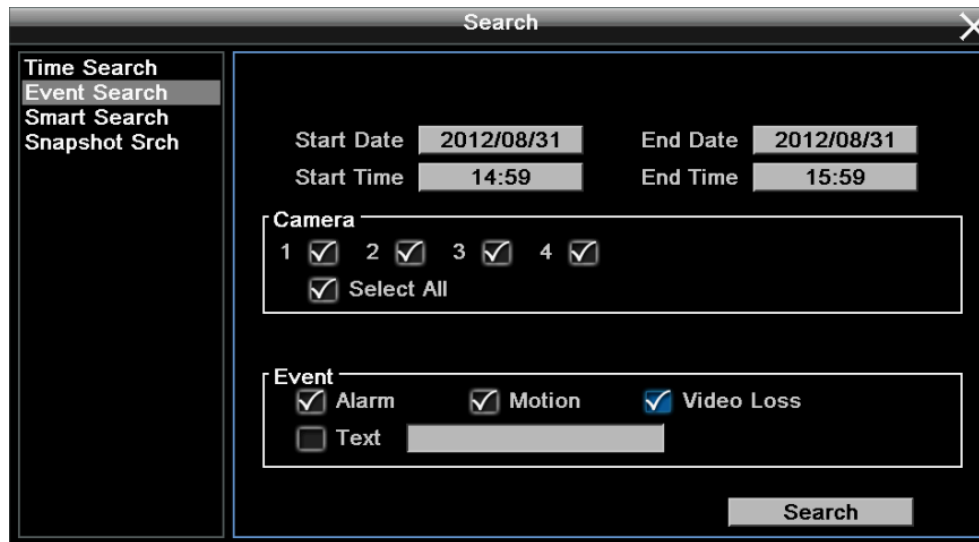 Search
Time Search
Event Search
Smart Search
Snapshot Srch
Start Date 2012/08/31 End Date 2012/08/31
Start Time 14:59 End Time 15:59
Camera
1 2 3 4
Select All
Event
Alarm Motion Video Loss
Text
Search